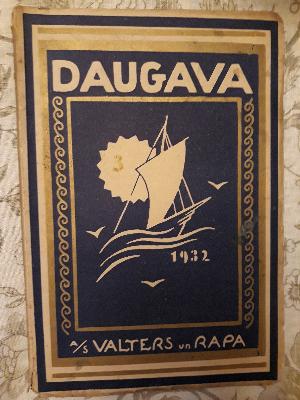 DAUGAVA
3
1932
A/S VALTERS un RAPA